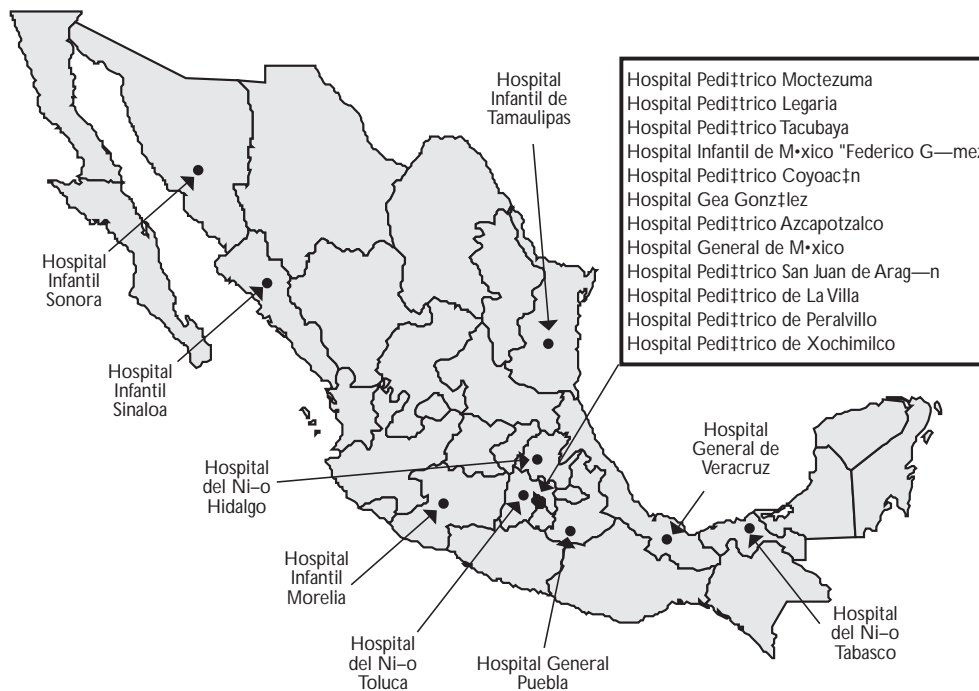 Hospital
Infantil de
Tamaulipas
Hospital Pedi‡trico Moctezuma
Hospital Pedi‡trico Legaria
Hospital Pedi‡trico Tacubaya
Hospital Infantil de M•xico "Federico G—mez
Hospital Pedi‡trico Coyoac‡n
Hospital Gea Gonz‡lez
Hospital Pedi‡trico Azcapotzalco
Hospital General de M•xico
Hospital Pedi‡trico San Juan de Arag—n
Hospital Pedi‡trico de La Villa
Hospital Pedi‡trico de Peralvillo
Hospital Pedi‡trico de Xochimilco
Hospital
Infantil
Sonora
Hospital
Infantil
Sinaloa
Hospital
General de
Veracruz
Hospital
del Ni–o
Hidalgo
Hospital
Infantil
Morelia
Hospital
del Ni–o
Toluca
Hospital General
Puebla
Hospital
del Ni–o
Tabasco